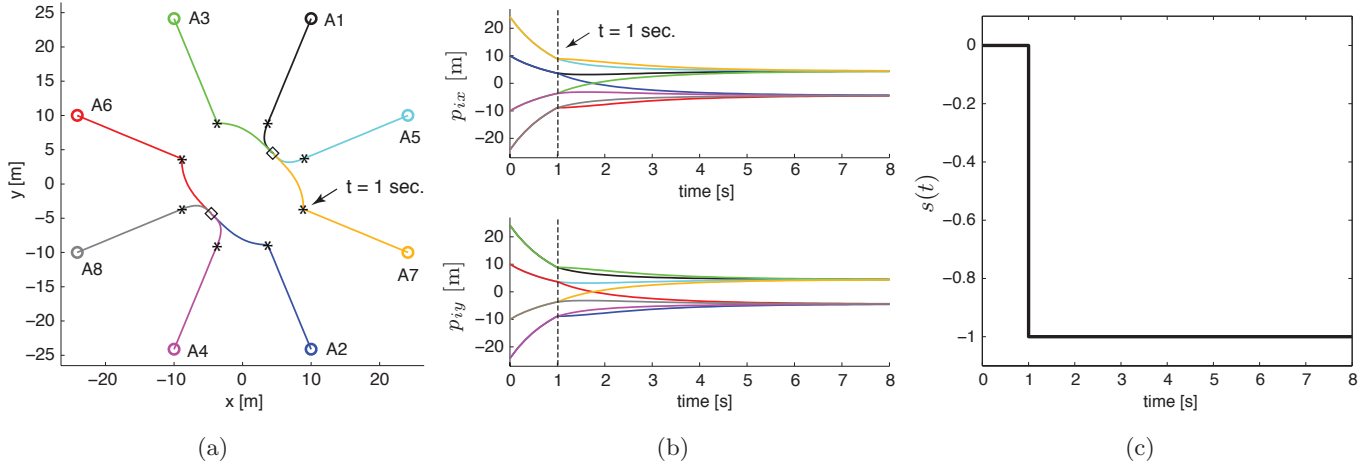 25
20
15
10
5
0
−5
−10
−15
−20
−25
y [m]
−20
−10
0
10
20
x [m]
A3
A1
A6
A5
t = 1 sec.
A8
A7
A4
A2
(a)
20
10
0
−10
−20
p_{ix} [m]
t = 1 sec.
0 1 2 3 4 5 6 7 8
time [s]
20
10
0
−10
−20
p_{iy} [m]
0 1 2 3 4 5 6 7 8
time [s]
(b)
0
−0.2
−0.4
−0.6
−0.8
−1
s(t)
0 1 2 3 4 5 6 7 8
time [s]
(c)